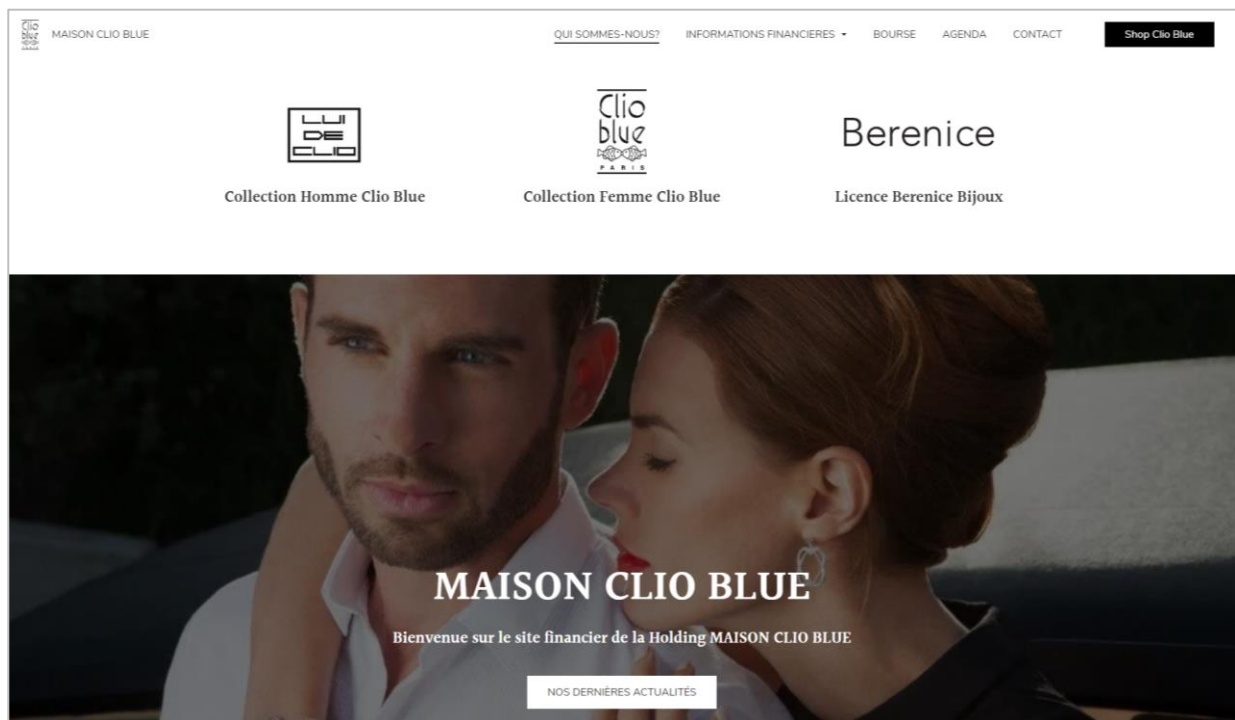 Clio
blue
MAISON CLIO BLUE
QUI SOMMES-NOUS?
INFORMATIONS FINANCIERES
BOURSE
AGENDA
CONTACT
Shop Clio Blue
LUI
DE
CLIO
Clio
blue
PARIS
Berenice
Collection Homme Clio Blue
Collection Femme Clio Blue
Licence Berenice Bijoux
MAISON CLIO BLUE
Bienvenue sur le site financier de la Holding MAISON CLIO BLUE
NOS DERNIÈRES ACTUALITÉS